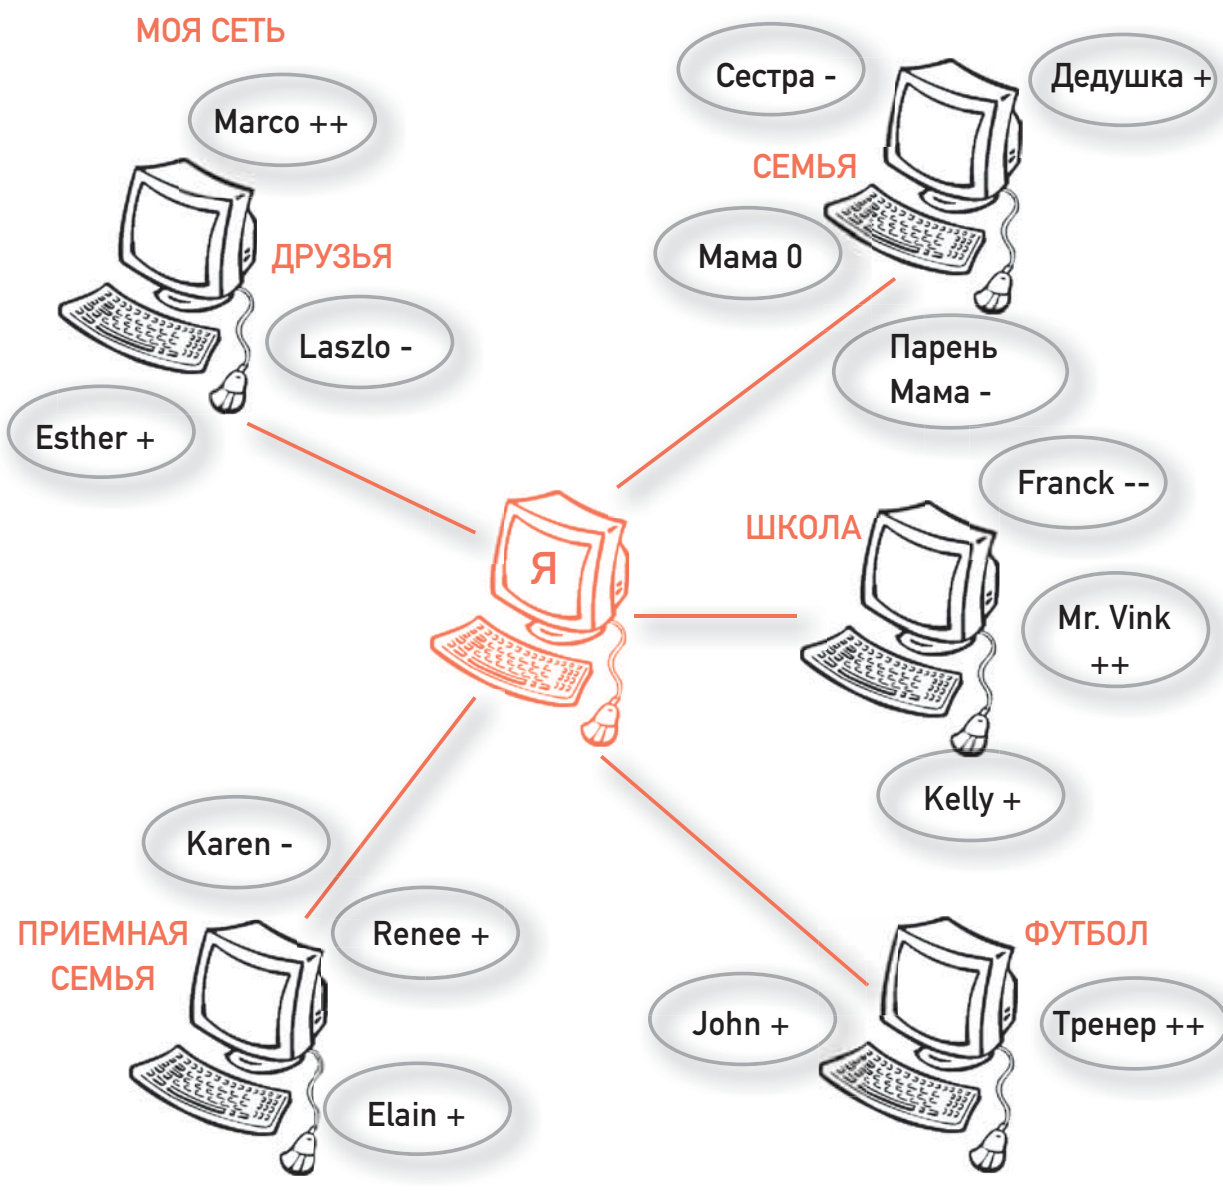 МОЯ СЕТЬ
Marco ++
ДРУЗЬЯ
Laszlo -
Esther +
Сестра -
Дедушка +
СЕМЬЯ
Мама 0
Парень
Мама -
Franck --
ШКОЛА
Mr. Vink
++
Kelly +
Я
Karen -
Renee +
ПРИЕМНАЯ
СЕМЬЯ
Elain +
ФУТБОЛ
John +
Тренер ++